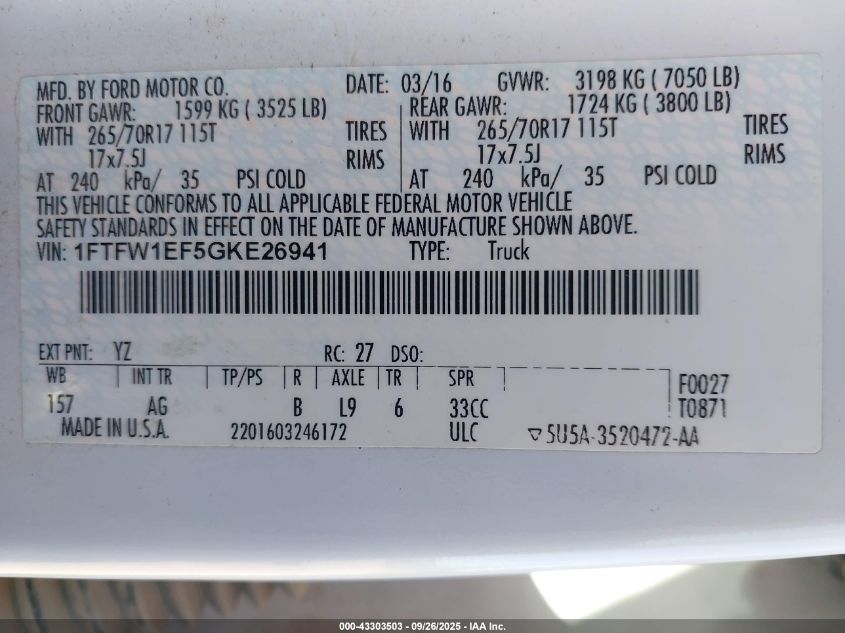 MFD. BY FORD MOTOR CO. DATE: 03/16 GVWR: 3198 KG ( 7050 LB)
FRONT GAWR: 1599 KG ( 3525 LB) REAR GAWR: 1724 KG ( 3800 LB)
WITH 265/70R17 115T TIRES WITH 265/70R17 115T TIRES
17x7.5J RIMS 17x7.5J RIMS
AT 240 kPa/ 35 PSI COLD AT 240 kPa/ 35 PSI COLD
THIS VEHICLE CONFORMS TO ALL APPLICABLE FEDERAL MOTOR VEHICLE
SAFETY STANDARDS IN EFFECT ON THE DATE OF MANUFACTURE SHOWN ABOVE.
VIN: 1FTFW1EF5GKE26941 TYPE: Truck
EXT PNT: YZ RC: 27 DSO:
WB INT TR TP/PS R AXLE TR SPR F0027
157 AG B L9 6 33CC T0871
MADE IN U.S.A. 2201603246172 ULC ▽5U5A-3520472-AA
000-43303503 - 09/26/2025 - IAA Inc.